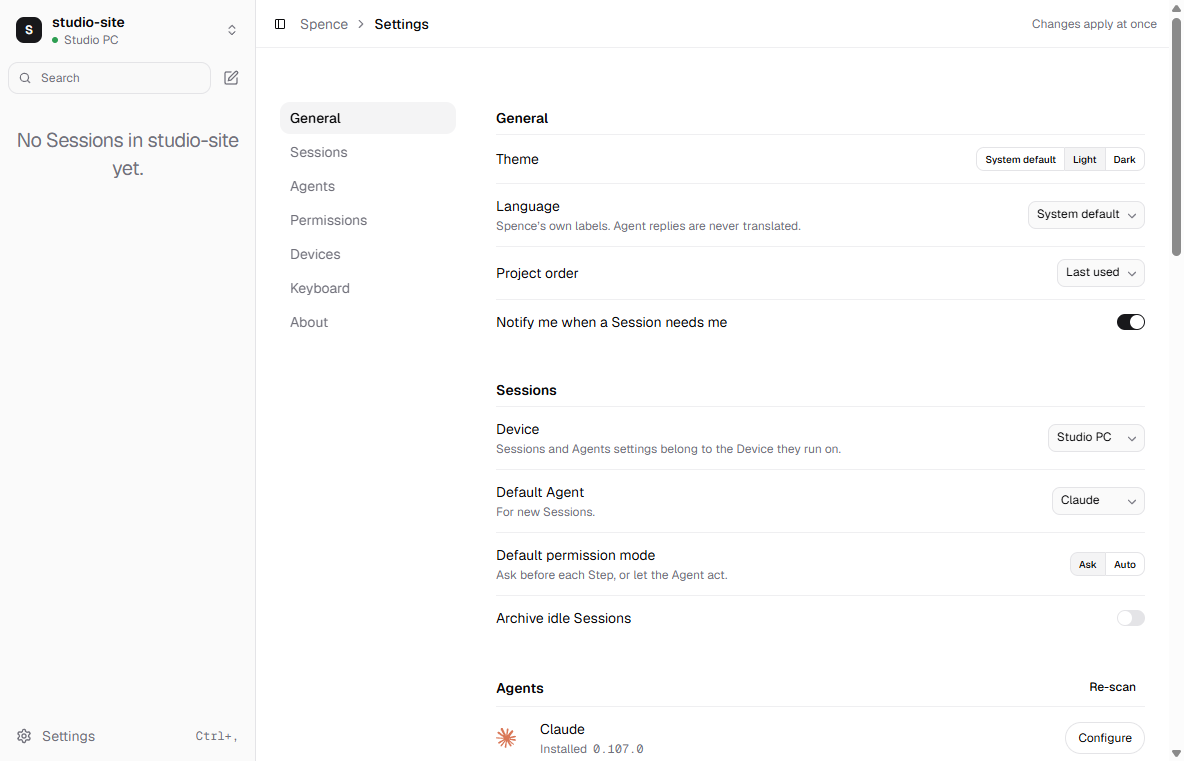 S
studio-site
Studio PC
Search
No Sessions in studio-site
yet.
Settings
Ctrl+,
Spence > Settings
Changes apply at once
General
Sessions
Agents
Permissions
Devices
Keyboard
About
General
Theme
System default
Light
Dark
Language
Spence's own labels. Agent replies are never translated.
System default
Project order
Last used
Notify me when a Session needs me
Sessions
Device
Sessions and Agents settings belong to the Device they run on.
Studio PC
Default Agent
For new Sessions.
Claude
Default permission mode
Ask before each Step, or let the Agent act.
Ask
Auto
Archive idle Sessions
Agents
Re-scan
Claude
Installed 0.107.0
Configure